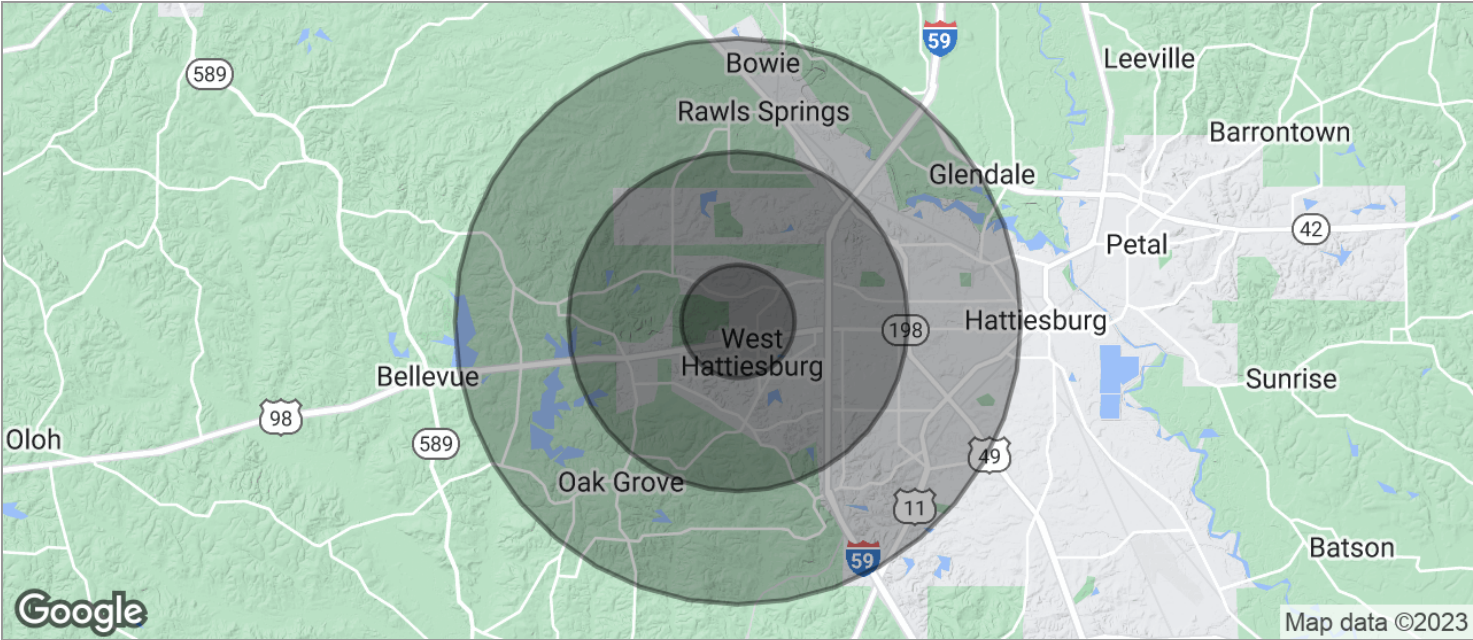 59
Bowie
Leeville
589
Rawls Springs
Barrontown
Glendale
42
Petal
198
Hattiesburg
West
Hattiesburg
Bellevue
Sunrise
98
Oloh
589
49
Oak Grove
11
59
Batson
Google
Map data ©2023